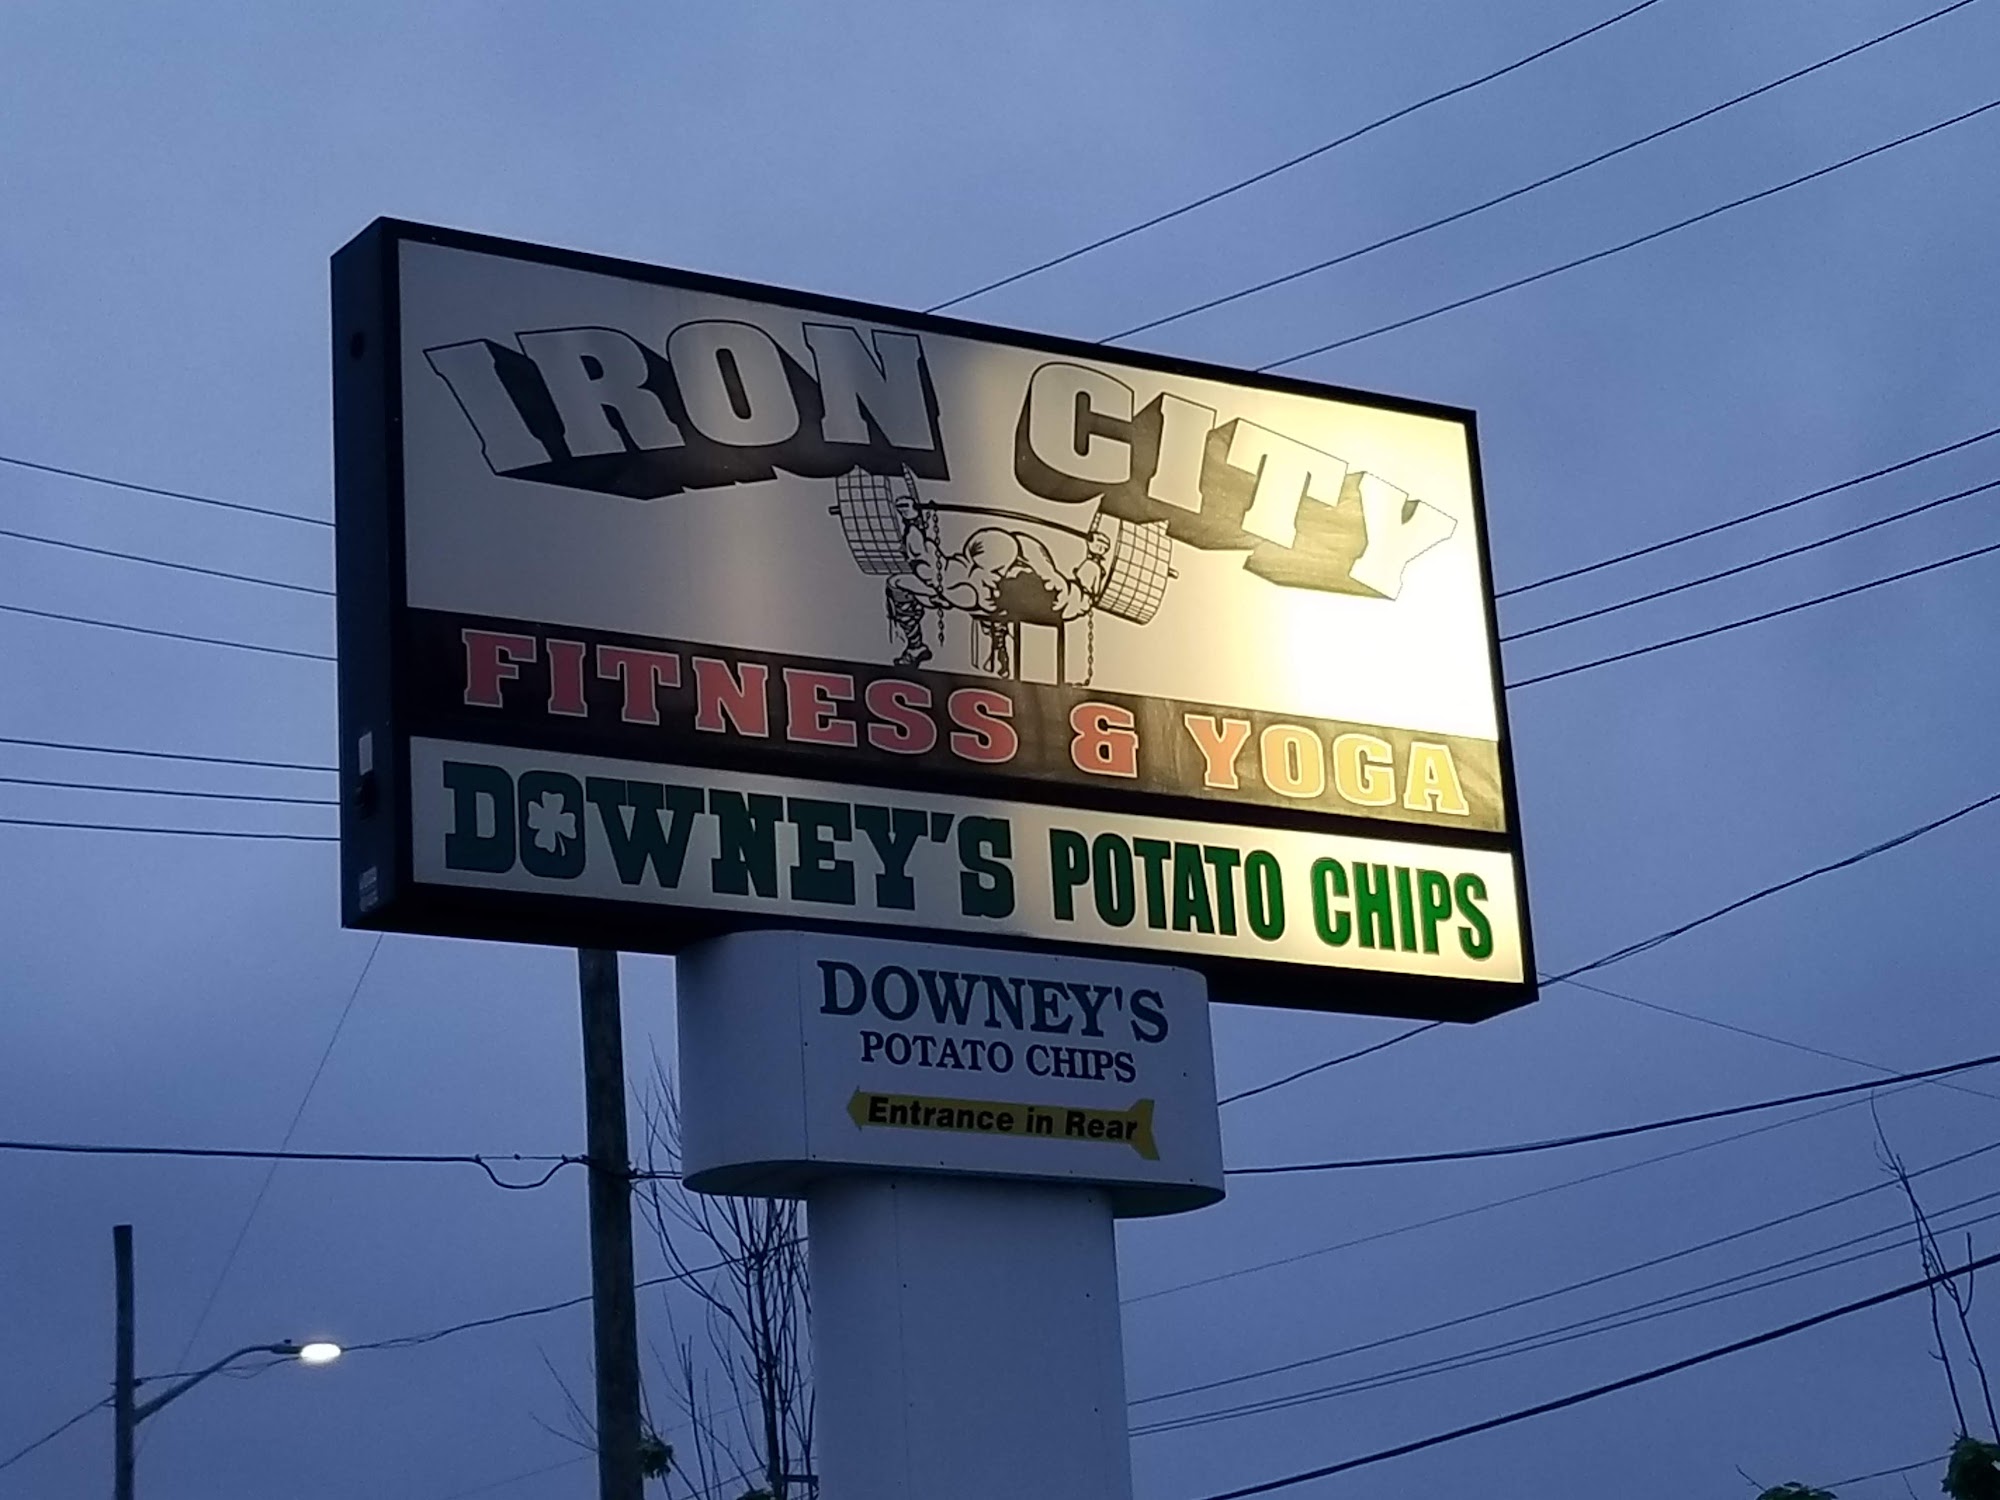 IRON CITY
FITNESS & YOGA
DOWNEY'S POTATO CHIPS
DOWNEY'S
POTATO CHIPS
Entrance in Rear